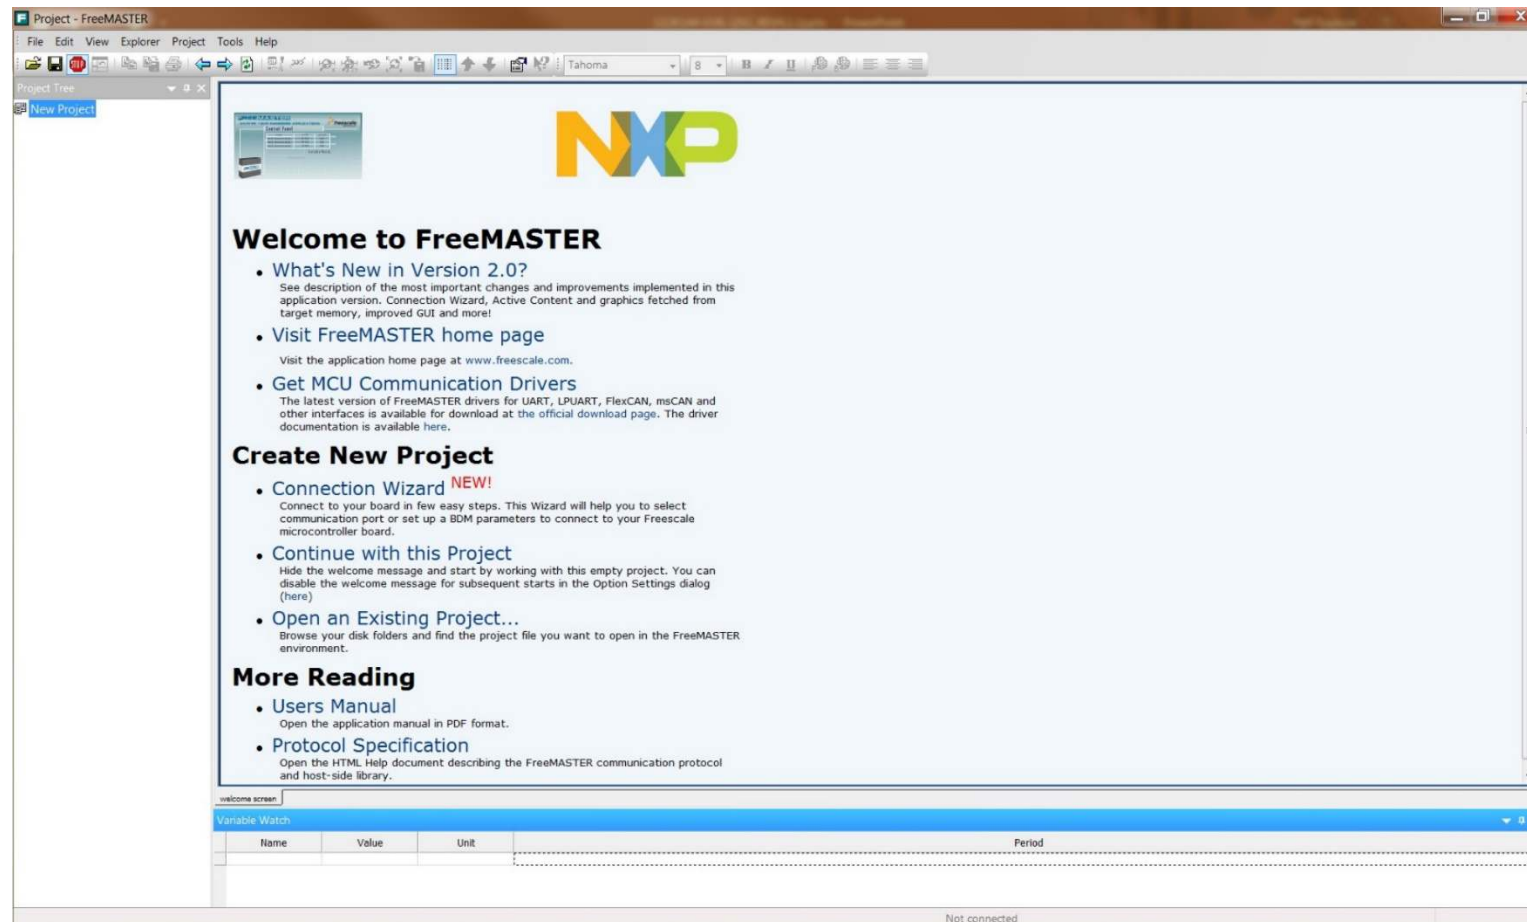 Project - FreeMASTER
File Edit View Explorer Project Tools Help
STOP
Tahoma 8 B I U
Project Tree
New Project
Control Panel
freescale
NXP
Welcome to FreeMASTER
• What's New in Version 2.0?
See description of the most important changes and improvements implemented in this
application version. Connection Wizard, Active Content and graphics fetched from
target memory, improved GUI and more!
• Visit FreeMASTER home page
Visit the application home page at www.freescale.com.
• Get MCU Communication Drivers
The latest version of FreeMASTER drivers for UART, LPUART, FlexCAN, msCAN and
other interfaces is available for download at the official download page. The driver
documentation is available here.
Create New Project
• Connection Wizard NEW!
Connect to your board in few easy steps. This Wizard will help you to select
communication port or set up a BDM parameters to connect to your Freescale
microcontroller board.
• Continue with this Project
Hide the welcome message and start by working with this empty project. You can
disable the welcome message for subsequent starts in the Option Settings dialog
(here)
• Open an Existing Project...
Browse your disk folders and find the project file you want to open in the FreeMASTER
environment.
More Reading
• Users Manual
Open the application manual in PDF format.
• Protocol Specification
Open the HTML Help document describing the FreeMASTER communication protocol
and host-side library.
welcome screen
Variable Watch
Name Value Unit Period
Not connected